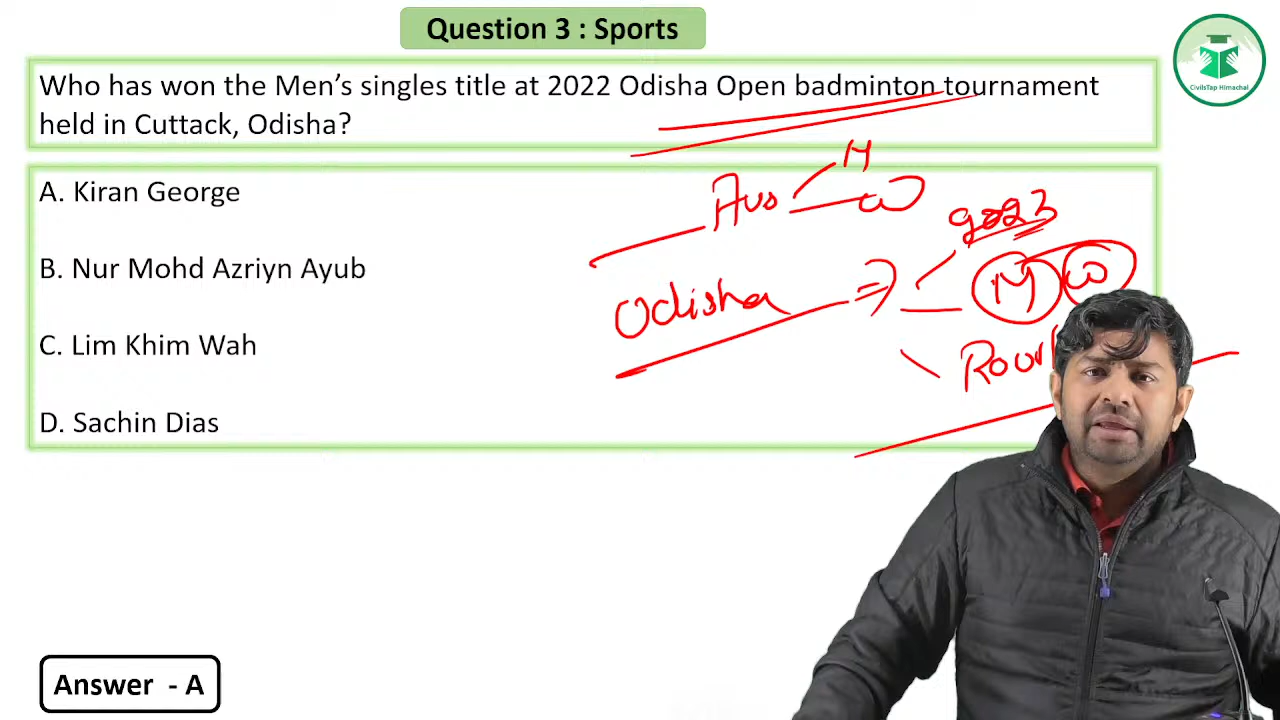 Question 3 : Sports
CivilsTap Himachal
Who has won the Men’s singles title at 2022 Odisha Open badminton tournament
held in Cuttack, Odisha?
A. Kiran George
M
Aus
W
2023
B. Nur Mohd Azriyn Ayub
Odisha ⇒
M W
C. Lim Khim Wah
D. Sachin Dias
Answer - A